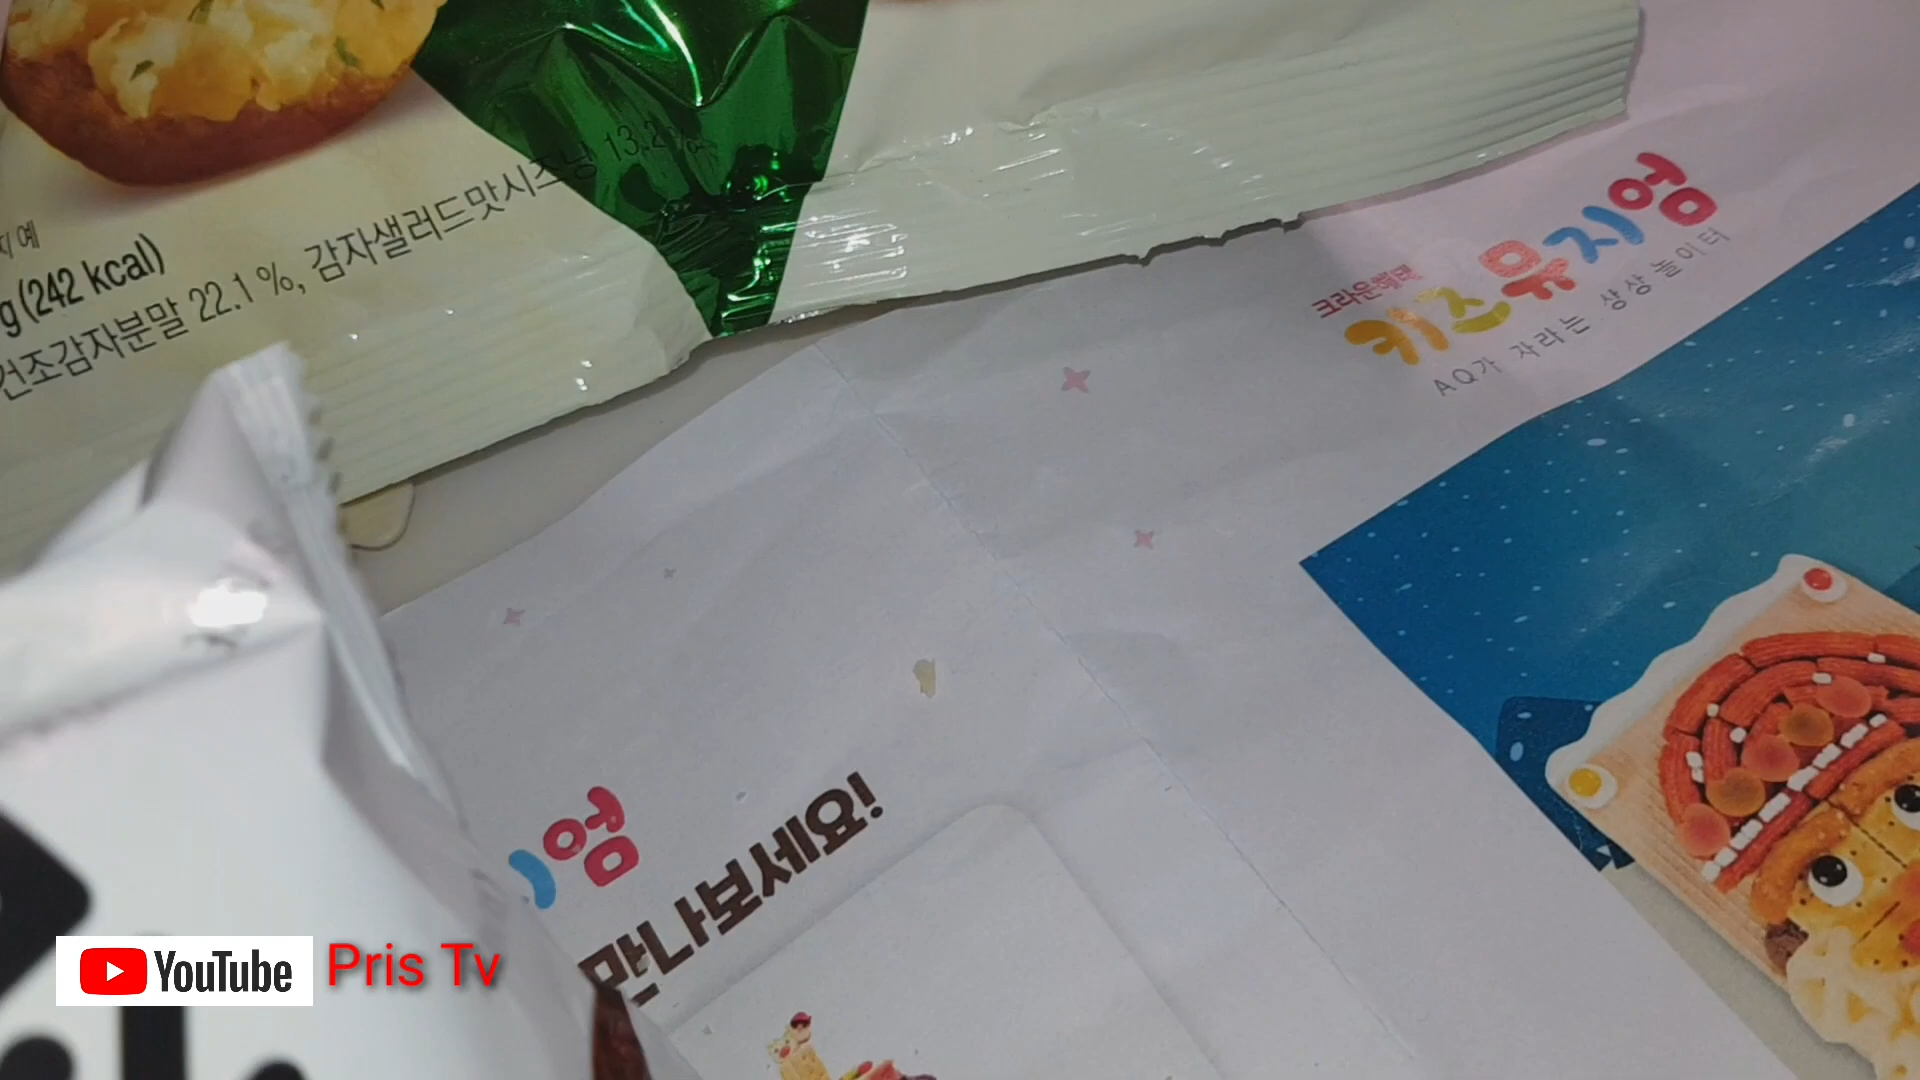 지 예
g (242 kcal)
건조감자분말 22.1 %, 감자샐러드맛시즈닝 13.2 %
크라운해태
키즈뮤지엄
AQ가 자라는 상상 놀이터
엄
만나보세요!
YouTube Pris Tv